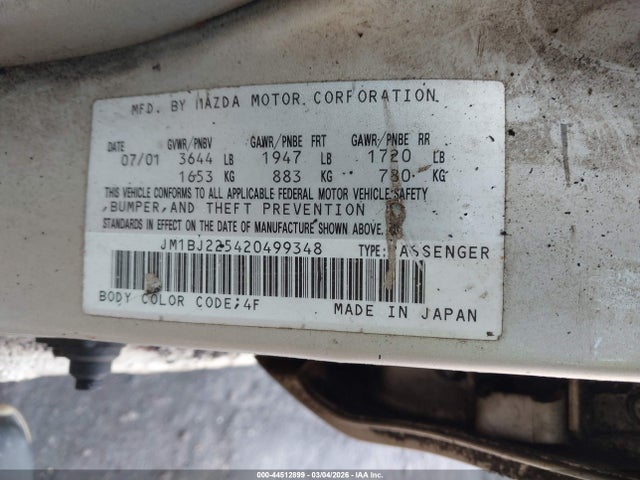 MFD. BY MAZDA MOTOR CORPORATION
DATE GVWR/PNBV GAWR/PNBE FRT GAWR/PNBE RR
07/01 3644 LB 1947 LB 1720 LB
1653 KG 883 KG 780 KG
THIS VEHICLE CONFORMS TO ALL APPLICABLE FEDERAL MOTOR VEHICLE SAFETY
,BUMPER,AND THEFT PREVENTION
STANDARDS IN EFFECT ON THE DATE OF MANUFACTURE SHOWN ABOVE.
JM1BJ225420499348 TYPE:PASSENGER
BODY COLOR CODE;4F MADE IN JAPAN
000-44512899 - 03/04/2026 - IAA Inc.